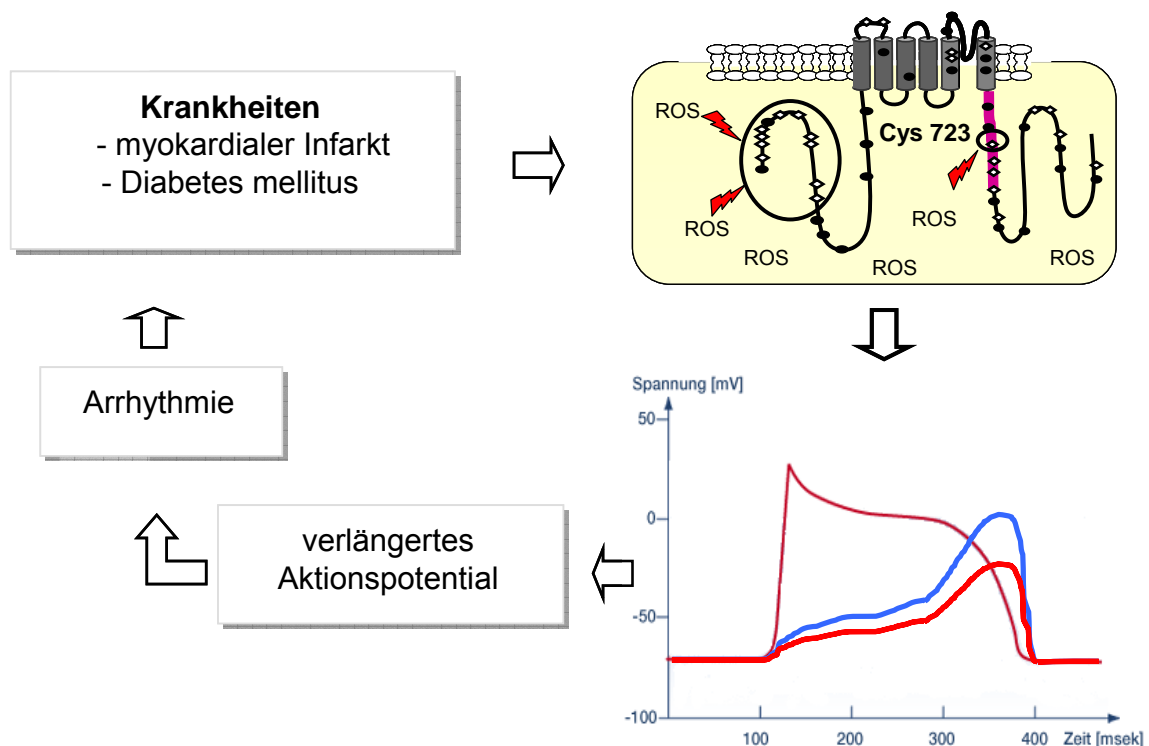 Krankheiten
- myokardialer Infarkt
- Diabetes mellitus
ROS
Cys 723
ROS
ROS
ROS
ROS
ROS
Spannung [mV]
50
0
-50
-100
100 200 300 400 Zeit [msek]
verlängertes
Aktionspotential
Arrhythmie